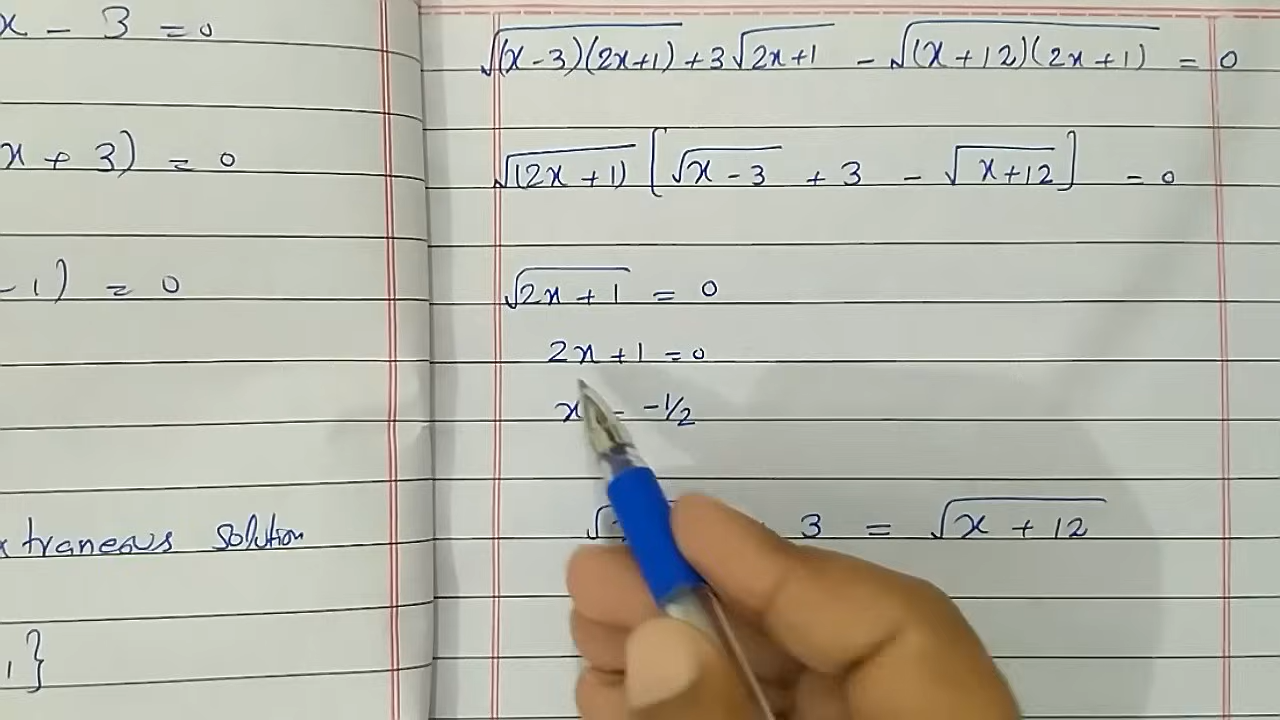 x - 3 = 0
x + 3) = 0
- 1) = 0
traneous solution
1}
√(x-3)(2x+1) + 3√2x+1 - √(x+12)(2x+1) = 0
√(2x+1) [√x-3 + 3 - √x+12] = 0
√2x+1 = 0
2x+1 = 0
x = -1/2
3 = √x+12